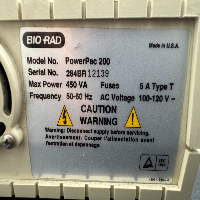 BIO-RAD
Made in U.S.A.
Model No. PowerPac 200
Serial No. 284BR12139
Max Power 450 VA Fuses 5 A Type T
Frequency 50-60 Hz AC Voltage 100-120 V~
CAUTION
WARNING
Warning: Disconnect supply before servicing.
Avertissement: Couper l'alimentation avant
l'entretien et depannage.